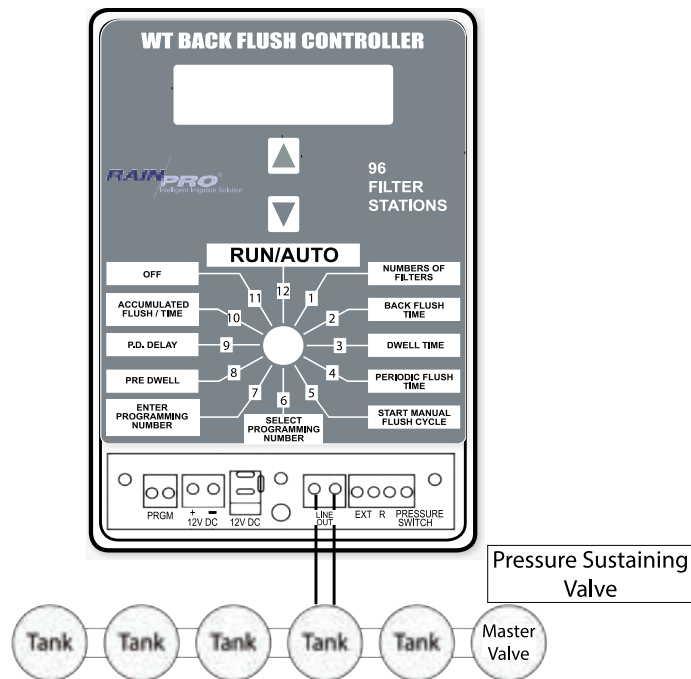 WT BACK FLUSH CONTROLLER
RAIN PRO®
Intelligent Irrigation Solution
96
FILTER
STATIONS
RUN/AUTO
OFF
ACCUMULATED
FLUSH / TIME
P.D. DELAY
PRE DWELL
ENTER
PROGRAMMING
NUMBER
SELECT
PROGRAMMING
NUMBER
NUMBERS OF
FILTERS
BACK FLUSH
TIME
DWELL TIME
PERIODIC FLUSH
TIME
START MANUAL
FLUSH CYCLE
12
11
1
10
2
9
3
8
4
7
5
6
PRGM
+ −
12V DC
12V DC
LINE
OUT
EXT R PRESSURE
SWITCH
Pressure Sustaining
Valve
Tank Tank Tank Tank Tank Master
Valve